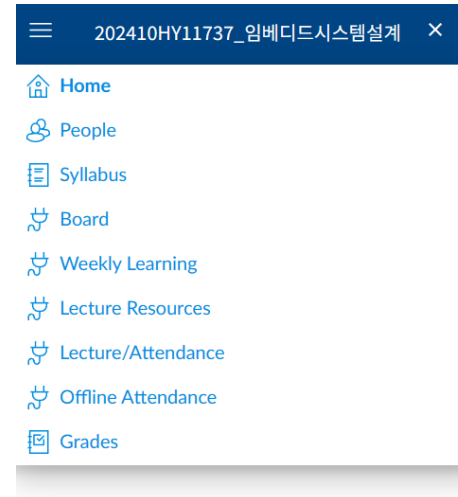 202410HY11737_임베디드시스템설계
Home
People
Syllabus
Board
Weekly Learning
Lecture Resources
Lecture/Attendance
Offline Attendance
Grades